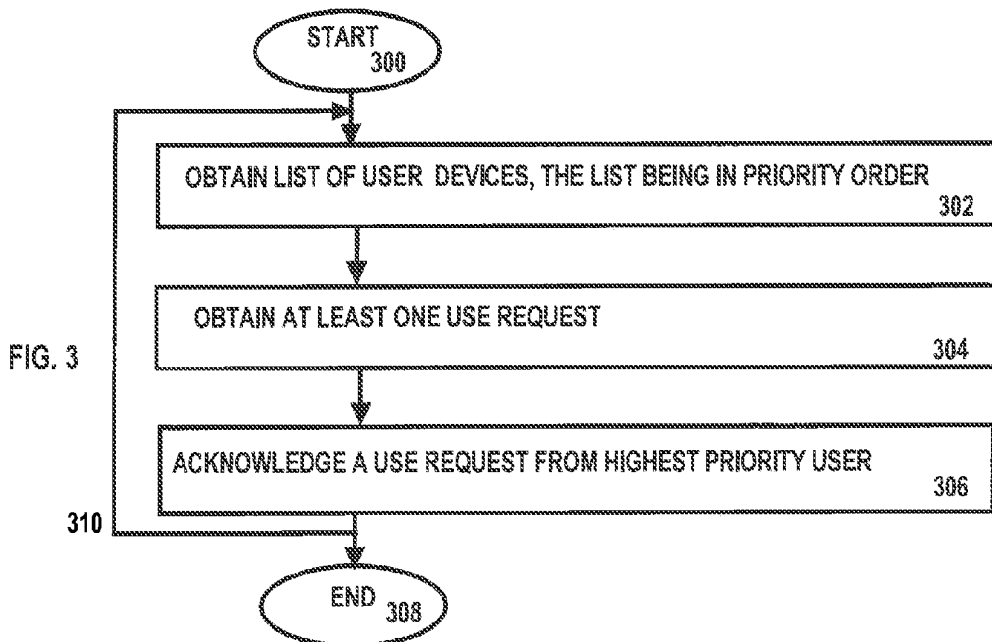 START
300
OBTAIN LIST OF USER DEVICES, THE LIST BEING IN PRIORITY ORDER
302
OBTAIN AT LEAST ONE USE REQUEST
304
FIG. 3
ACKNOWLEDGE A USE REQUEST FROM HIGHEST PRIORITY USER
306
310
END
308